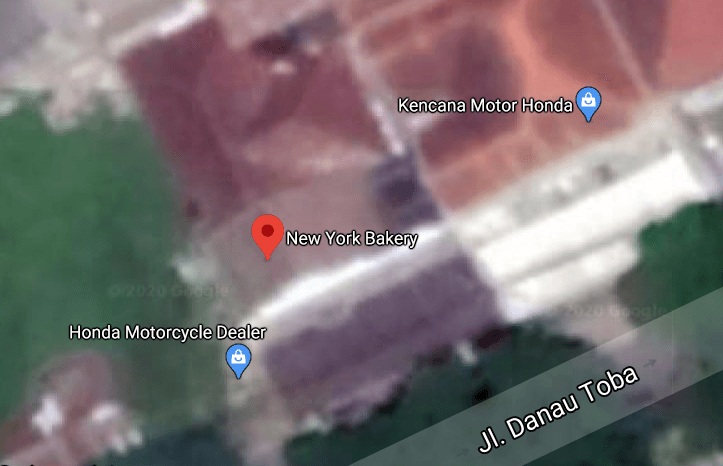 Kencana Motor Honda
New York Bakery
© 2020 Google
© 2020 Google
Honda Motorcycle Dealer
Jl. Danau Toba